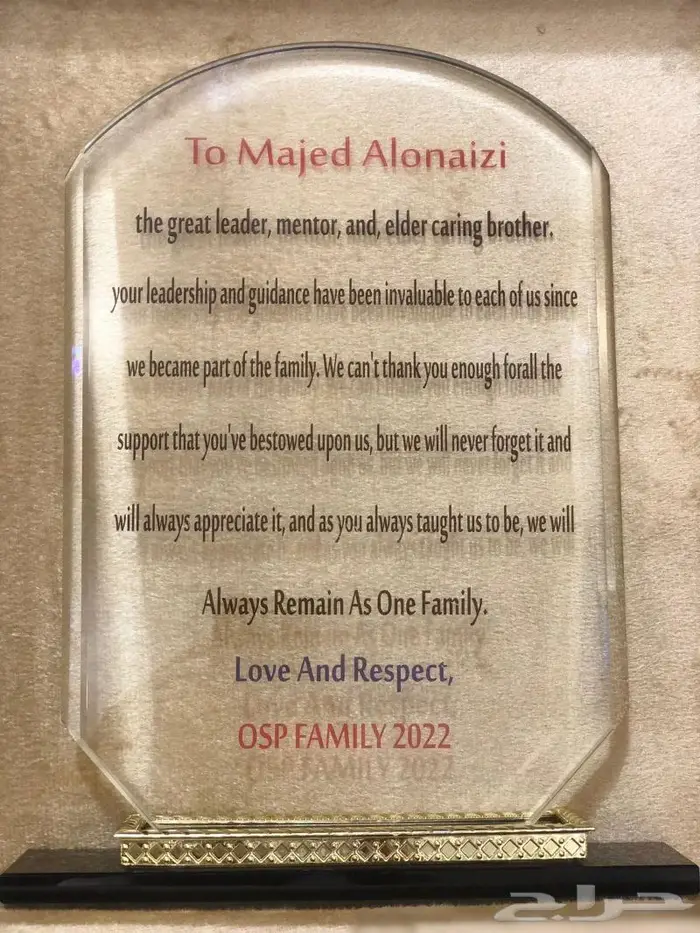 To Majed Alonaizi
the great leader, mentor, and, elder caring brother.
your leadership and guidance have been invaluable to each of us since
we became part of the family. We can't thank you enough forall the
support that you've bestowed upon us, but we will never forget it and
will always appreciate it, and as you always taught us to be, we will
Always Remain As One Family.
Love And Respect,
OSP FAMILY 2022
حراج